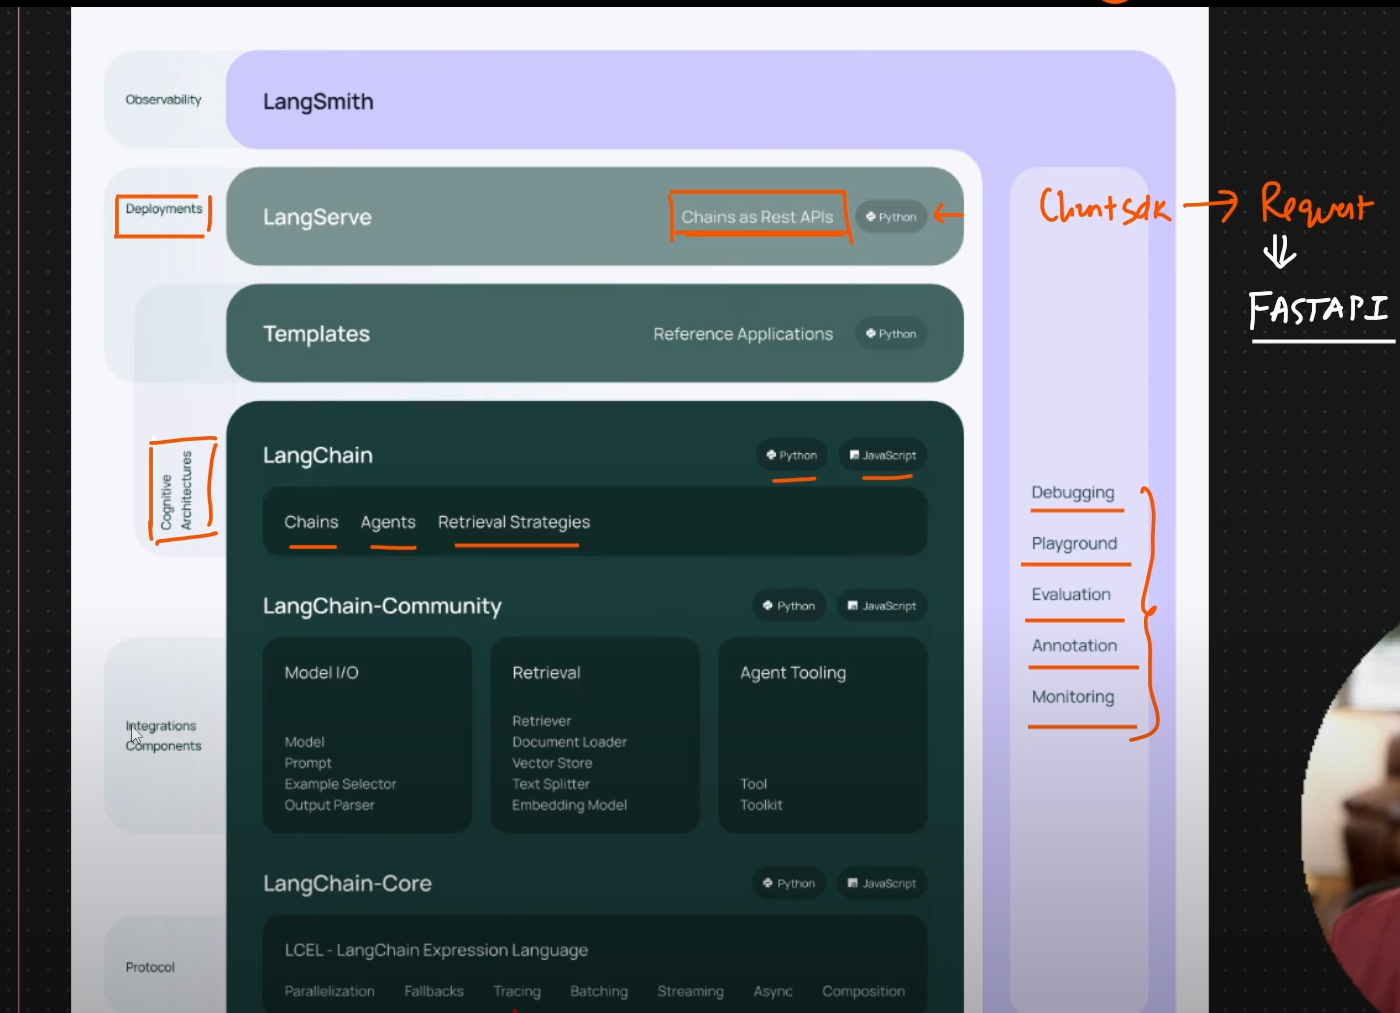 Observability
LangSmith
Deployments
LangServe
Chains as Rest APIs
Python
Client sdk → Request
FASTAPI
Templates
Reference Applications
Python
Cognitive
Architectures
LangChain
Python
JavaScript
Chains Agents Retrieval Strategies
Debugging
Playground
Evaluation
Annotation
Monitoring
LangChain-Community
Python
JavaScript
Integrations
Components
Model I/O
Model
Prompt
Example Selector
Output Parser
Retrieval
Retriever
Document Loader
Vector Store
Text Splitter
Embedding Model
Agent Tooling
Tool
Toolkit
LangChain-Core
Python
JavaScript
Protocol
LCEL - LangChain Expression Language
Parallelization Fallbacks Tracing Batching Streaming Async Composition